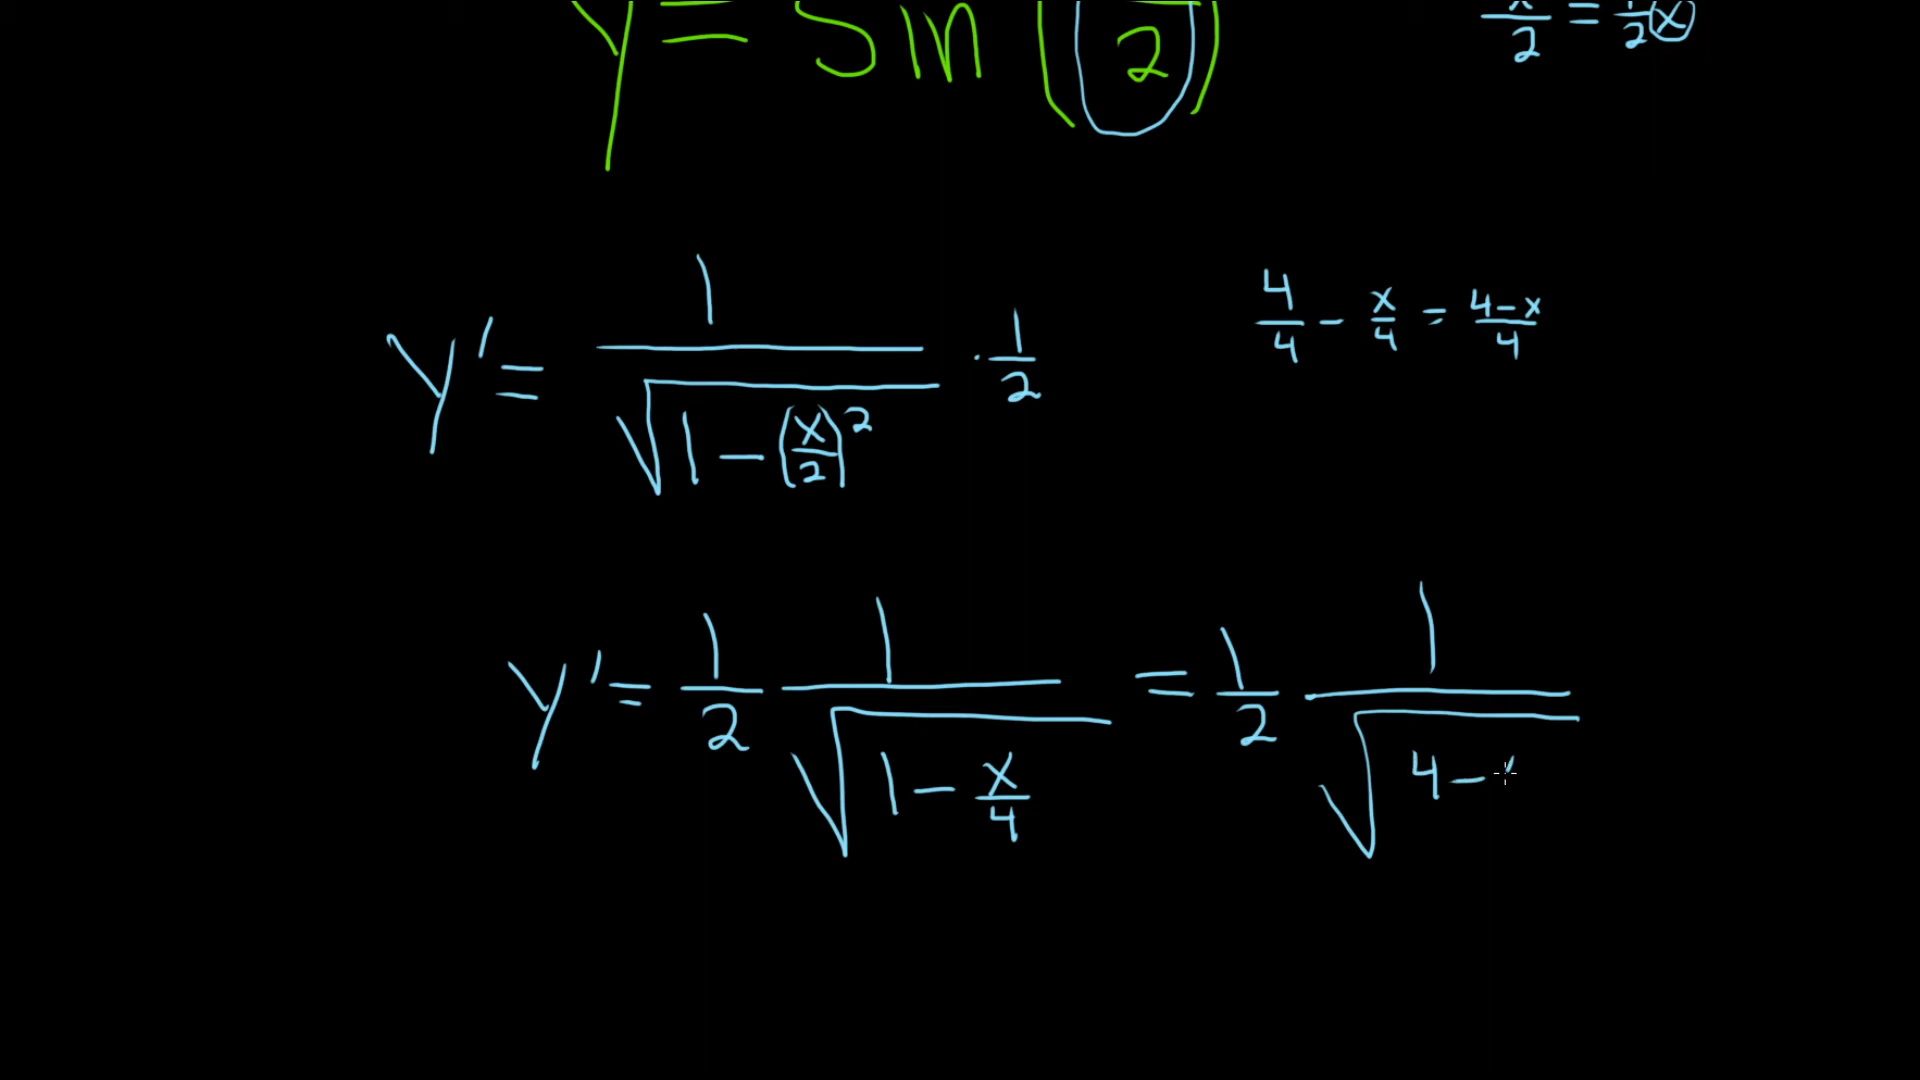 y = sin(x/2)
x/2 = 1/2(x)
y' = 1/√(1-(x/2)²) · 1/2
4/4 - x/4 = (4-x)/4
y' = 1/2 1/√(1-x/4) = 1/2 1/√(4-